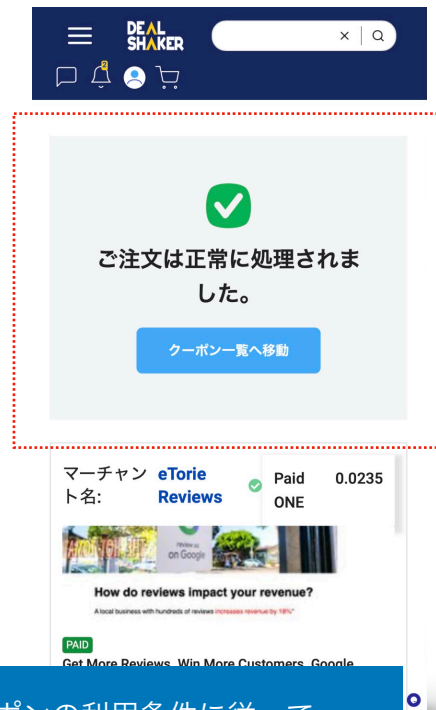 DEAL
SHAKER
2
ご注文は正常に処理されま
した。
クーポン一覧へ移動
マーチャン
ト名:
eTorie
Reviews
Paid
ONE
0.0235
review us
on Google
How do reviews impact your revenue?
A local business with hundreds of reviews increases revenue by 18%*
PAID
Get More Reviews. Win More Customers. Google
ポンの利用条件に従って